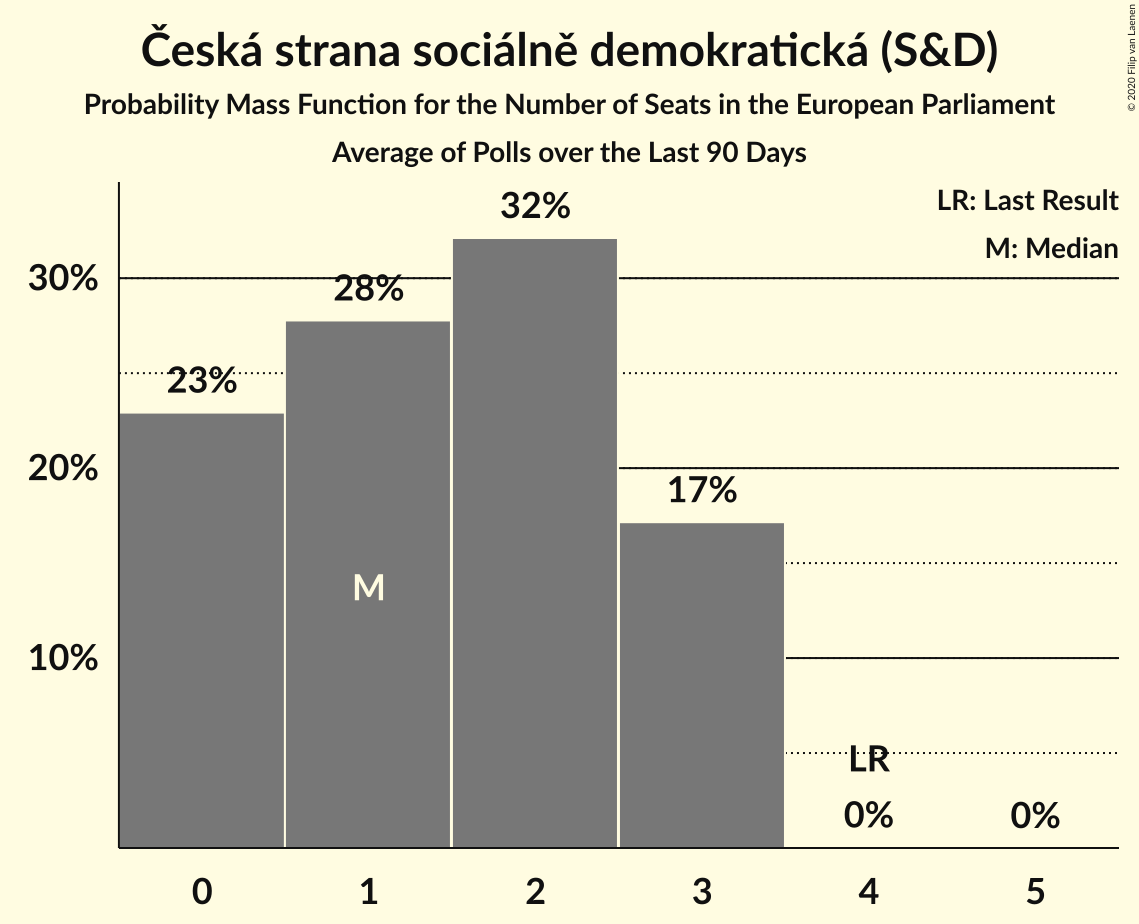 Česká strana sociálně demokratická (S&D)
Probability Mass Function for the Number of Seats in the European Parliament
Average of Polls over the Last 90 Days
© 2020 Filip van Laenen
LR: Last Result
M: Median
32%
30%
28%
23%
20%
17%
M
10%
LR
0%
0%
0 1 2 3 4 5